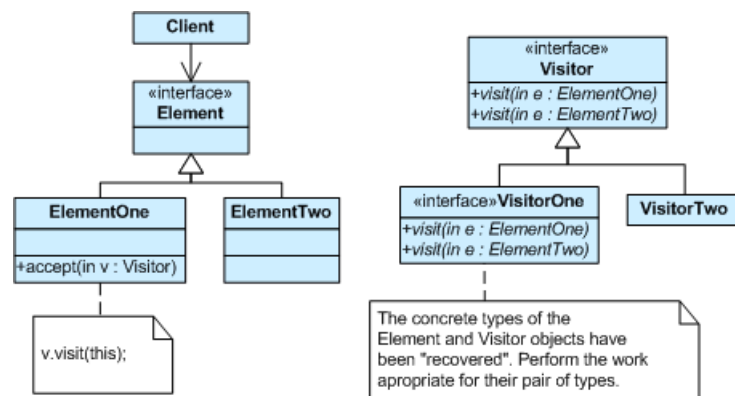 Client
«interface»
Element
ElementOne
+accept(in v : Visitor)
ElementTwo
v.visit(this);
«interface»
Visitor
+visit(in e : ElementOne)
+visit(in e : ElementTwo)
«interface»VisitorOne
+visit(in e : ElementOne)
+visit(in e : ElementTwo)
VisitorTwo
The concrete types of the
Element and Visitor objects have
been "recovered". Perform the work
apropriate for their pair of types.